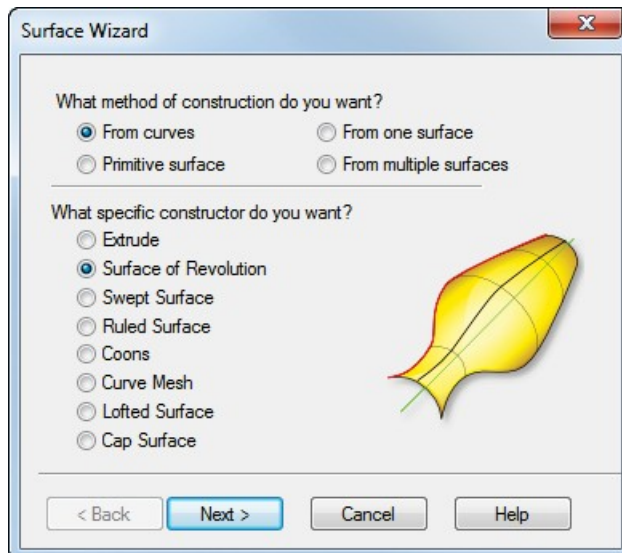 Surface Wizard
What method of construction do you want?
From curves From one surface
Primitive surface From multiple surfaces
What specific constructor do you want?
Extrude
Surface of Revolution
Swept Surface
Ruled Surface
Coons
Curve Mesh
Lofted Surface
Cap Surface
< Back Next > Cancel Help